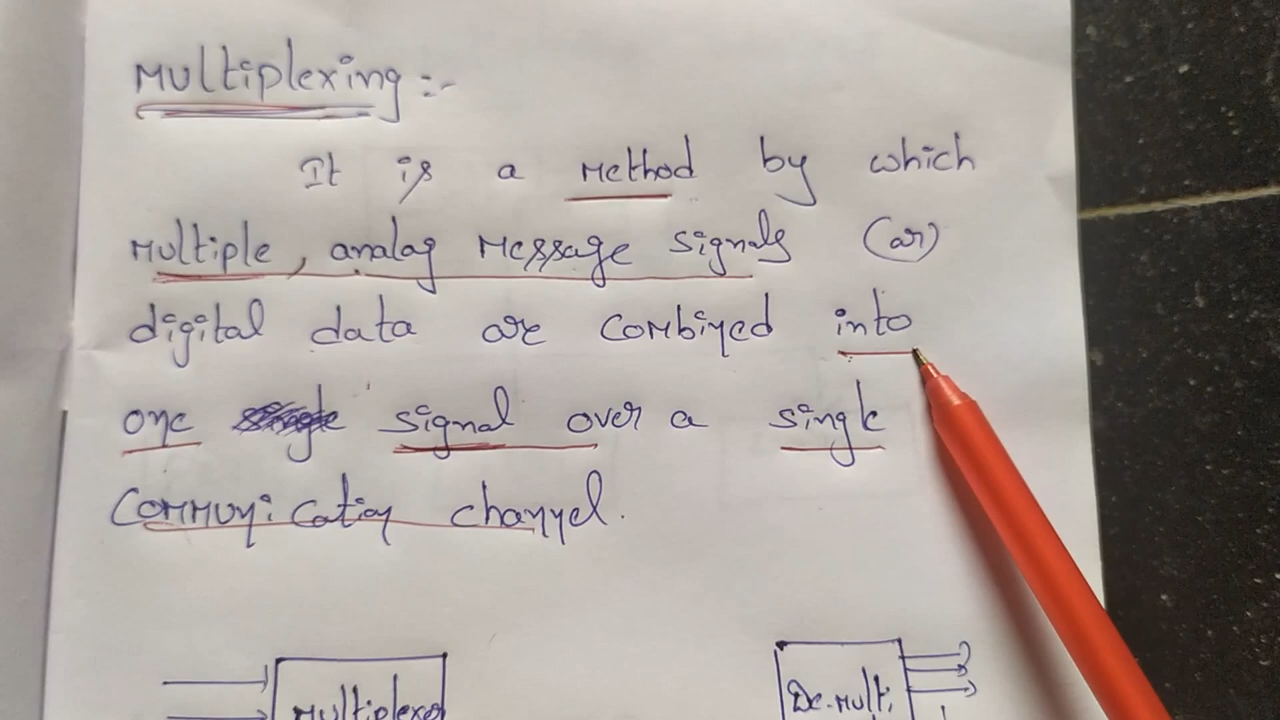 Multiplexing :-
It is a method by which
multiple, analog message signals (or)
digital data are combined into
one signal over a single
communication channel.
Multiplexer De-multi